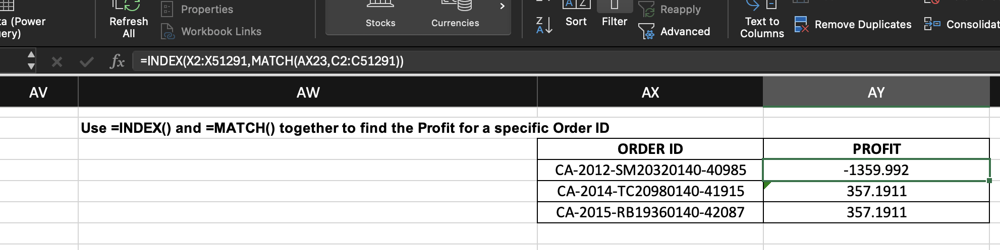 Properties
ta (Power
Refresh
Stocks
Currencies
Sort
Filter
Reapply
Text to
Remove Duplicates
Consolidat
ery)
All
Workbook Links
Advanced
Columns
fx =INDEX(X2:X51291,MATCH(AX23,C2:C51291))
AV AW AX AY
Use =INDEX() and =MATCH() together to find the Profit for a specific Order ID
ORDER ID PROFIT
CA-2012-SM20320140-40985 -1359.992
CA-2014-TC20980140-41915 357.1911
CA-2015-RB19360140-42087 357.1911